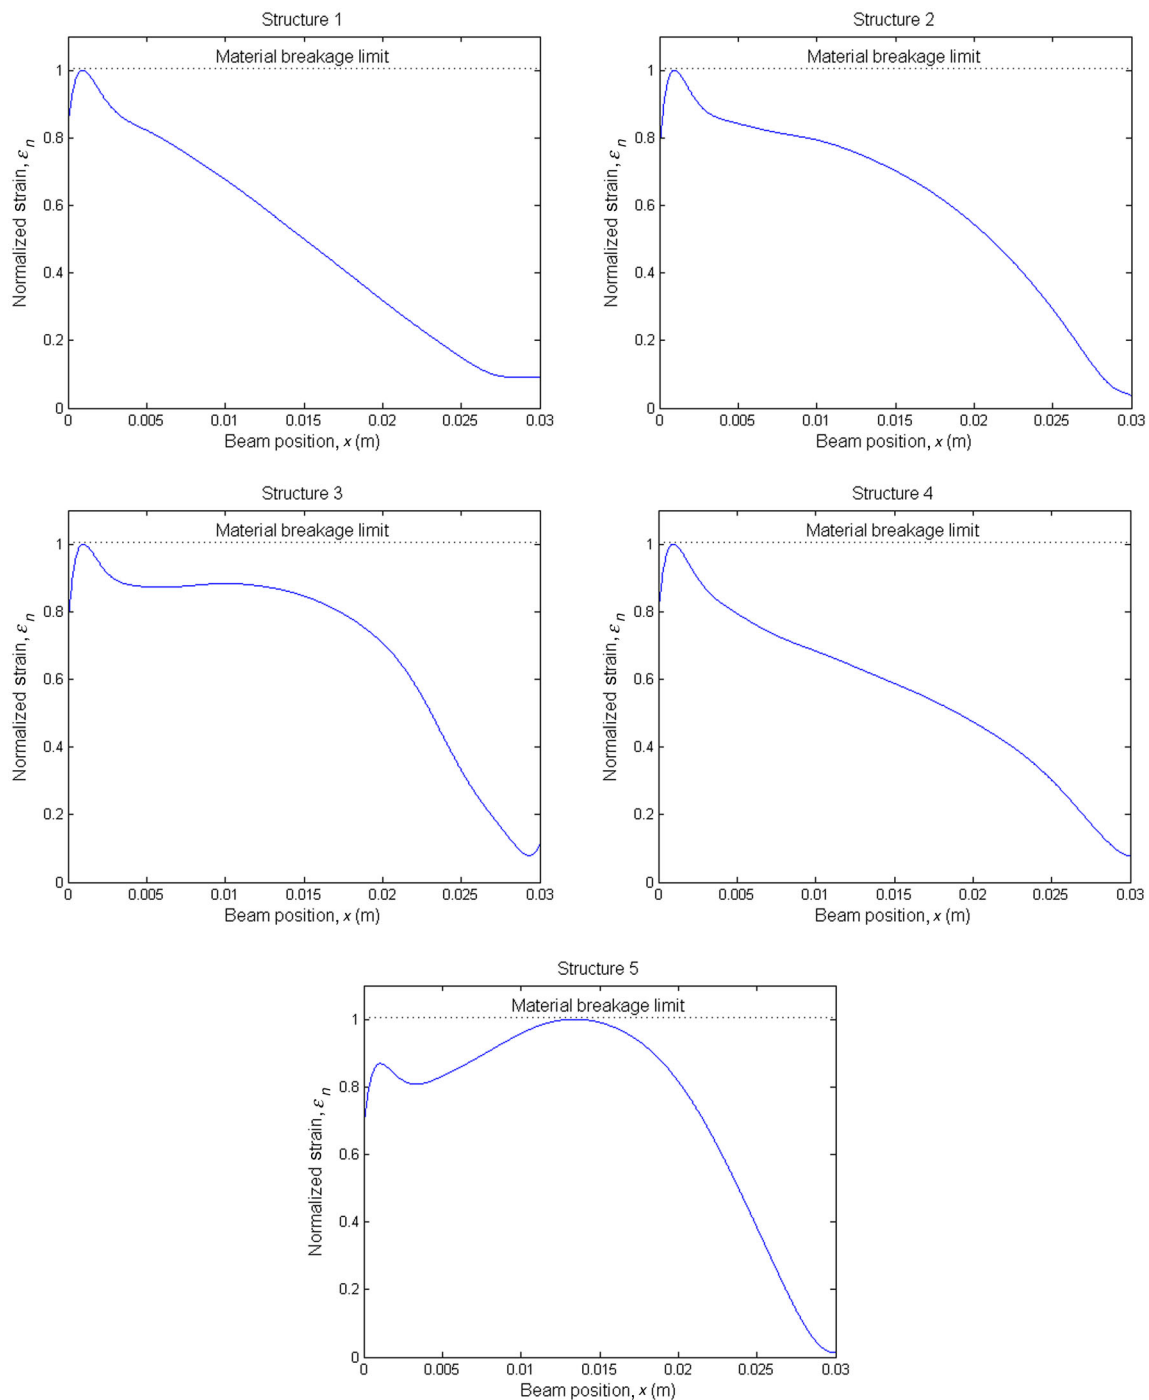 Structure 1
Material breakage limit
1
0.8
0.6
0.4
0.2
0
Normalized strain, εn
0 0.005 0.01 0.015 0.02 0.025 0.03
Beam position, x (m)
Structure 2
Material breakage limit
1
0.8
0.6
0.4
0.2
0
Normalized strain, εn
0 0.005 0.01 0.015 0.02 0.025 0.03
Beam position, x (m)
Structure 3
Material breakage limit
1
0.8
0.6
0.4
0.2
0
Normalized strain, εn
0 0.005 0.01 0.015 0.02 0.025 0.03
Beam position, x (m)
Structure 4
Material breakage limit
1
0.8
0.6
0.4
0.2
0
Normalized strain, εn
0 0.005 0.01 0.015 0.02 0.025 0.03
Beam position, x (m)
Structure 5
Material breakage limit
1
0.8
0.6
0.4
0.2
0
Normalized strain, εn
0 0.005 0.01 0.015 0.02 0.025 0.03
Beam position, x (m)